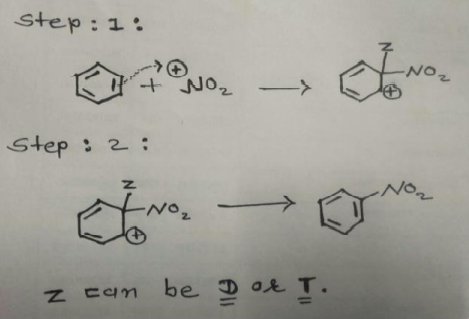 Step : 1 :
+ ⊕NO₂ → Z NO₂ ⊕
Step : 2 :
Z NO₂ ⊕ → NO₂
Z can be D or T.